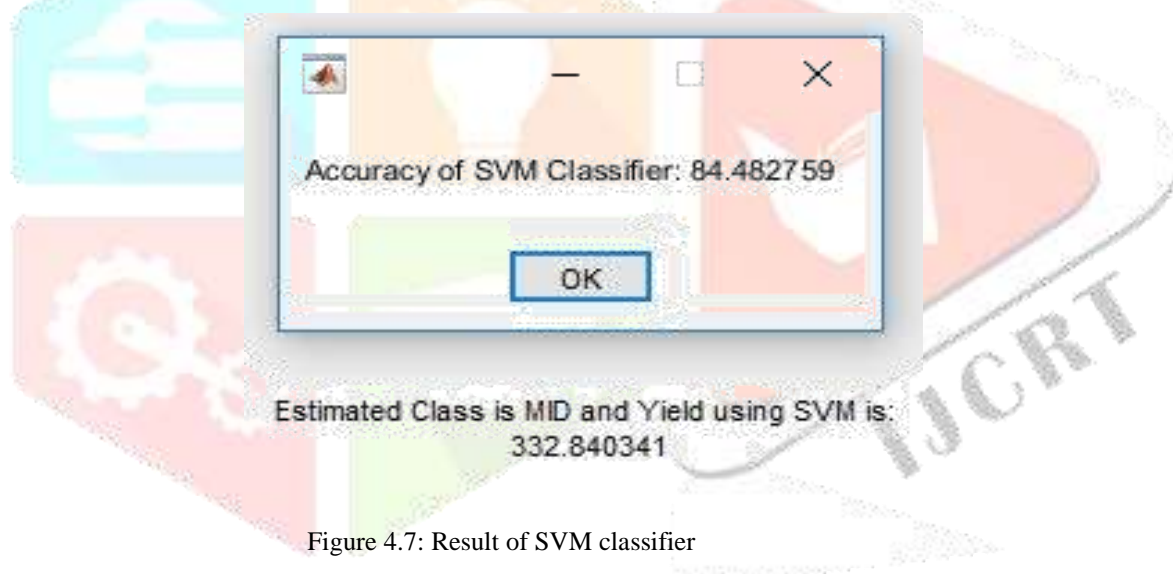 Accuracy of SVM Classifier: 84.482759
OK
Estimated Class is MID and Yield using SVM is:
332.840341
IJCRT
Figure 4.7: Result of SVM classifier